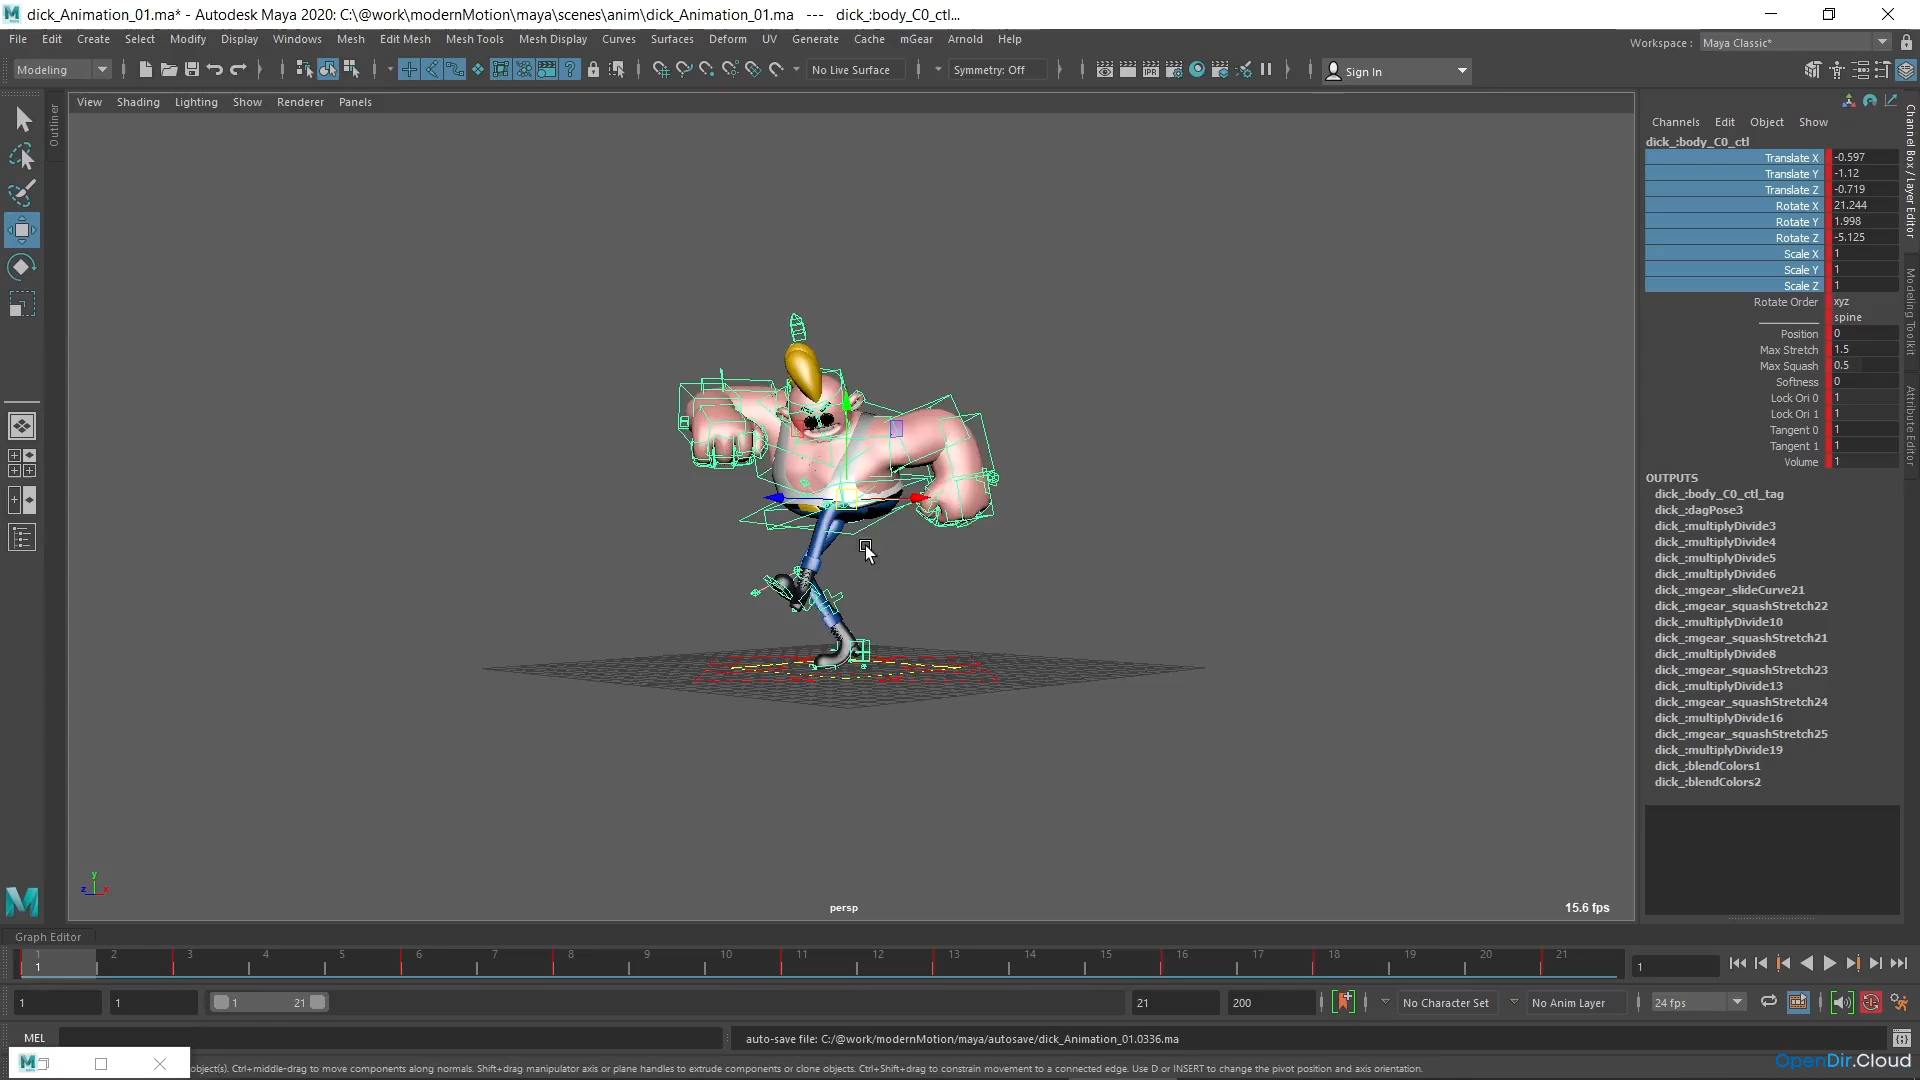 dick_Animation_01.ma* - Autodesk Maya 2020: C:\@work\modernMotion\maya\scenes\anim\dick_Animation_01.ma --- dick_:body_C0_ctl...
File Edit Create Select Modify Display Windows Mesh Edit Mesh Mesh Tools Mesh Display Curves Surfaces Deform UV Generate Cache mGear Arnold Help
Workspace : Maya Classic*
Modeling No Live Surface Symmetry: Off Sign In
View Shading Lighting Show Renderer Panels
Outliner
Channels Edit Object Show
dick_:body_C0_ctl
Translate X -0.597
Translate Y -1.12
Translate Z -0.719
Rotate X 21.244
Rotate Y 1.998
Rotate Z -5.125
Scale X 1
Scale Y 1
Scale Z 1
Rotate Order xyz
spine
Position 0
Max Stretch 1.5
Max Squash 0.5
Softness 0
Lock Ori 0 1
Lock Ori 1 1
Tangent 0 1
Tangent 1 1
Volume 1
OUTPUTS
dick_:body_C0_ctl_tag
dick_:dagPose3
dick_:multiplyDivide3
dick_:multiplyDivide4
dick_:multiplyDivide5
dick_:multiplyDivide6
dick_:mgear_slideCurve21
dick_:mgear_squashStretch22
dick_:multiplyDivide10
dick_:mgear_squashStretch21
dick_:multiplyDivide8
dick_:mgear_squashStretch23
dick_:multiplyDivide13
dick_:mgear_squashStretch24
dick_:multiplyDivide16
dick_:mgear_squashStretch25
dick_:multiplyDivide19
dick_:blendColors1
dick_:blendColors2
Channel Box / Layer Editor
Modeling Toolkit
Attribute Editor
y
z x
persp
15.6 fps
Graph Editor
1 2 3 4 5 6 7 8 9 10 11 12 13 14 15 16 17 18 19 20 21
1 1
1 1 1 21 21 200 No Character Set No Anim Layer 24 fps
MEL auto-save file: C:/@work/modernMotion/maya/autosave/dick_Animation_01.0336.ma
OpenDir.Cloud
object(s). Ctrl+middle-drag to move components along normals. Shift+drag manipulator axis or plane handles to extrude components or clone objects. Ctrl+Shift+drag to constrain movement to a connected edge. Use D or INSERT to change the pivot position and axis orientation.